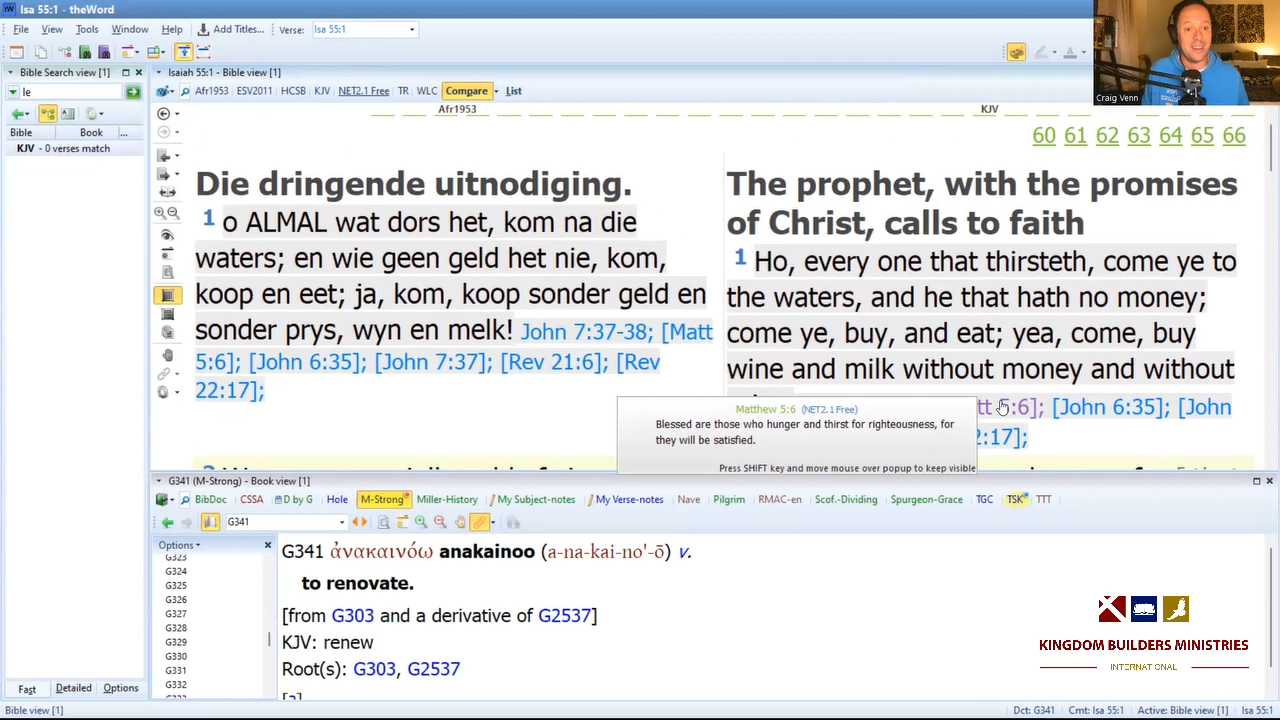 Isa 55:1 - theWord
File View Tools Window Help Add Titles... Verse: Isa 55:1
Bible Search view [1]
le
Bible Book ...
KJV - 0 verses match
Fast Detailed Options
Isaiah 55:1 - Bible view [1]
Afr1953 ESV2011 HCSB KJV NET2.1 Free TR WLC Compare List
Afr1953 KJV
60 61 62 63 64 65 66
Die dringende uitnodiging.
1 o ALMAL wat dors het, kom na die
waters; en wie geen geld het nie, kom,
koop en eet; ja, kom, koop sonder geld en
sonder prys, wyn en melk! John 7:37-38; [Matt
5:6]; [John 6:35]; [John 7:37]; [Rev 21:6]; [Rev
22:17];
The prophet, with the promises
of Christ, calls to faith
1 Ho, every one that thirsteth, come ye to
the waters, and he that hath no money;
come ye, buy, and eat; yea, come, buy
wine and milk without money and without
tt 5:6]; [John 6:35]; [John
2:17];
Matthew 5:6 (NET2.1 Free)
Blessed are those who hunger and thirst for righteousness, for
they will be satisfied.
Press SHIFT key and move mouse over popup to keep visible
Craig Venn
G341 (M-Strong) - Book view [1]
BibDoc CSSA D by G Hole M-Strong Miller-History My Subject-notes My Verse-notes Nave Pilgrim RMAC-en Scof.-Dividing Spurgeon-Grace TGC TSK TTT
G341
Options
G323
G324
G325
G326
G327
G328
G329
G330
G331
G332
G341 ἀνακαινόω anakainoo (a-na-kai-no'-ō) v.
to renovate.
[from G303 and a derivative of G2537]
KJV: renew
Root(s): G303, G2537
[?]
KINGDOM BUILDERS MINISTRIES
INTERNATIONAL
Bible view [1] Dct: G341 Cmt: Isa 55:1 Active: Bible view [1] Isa 55:1